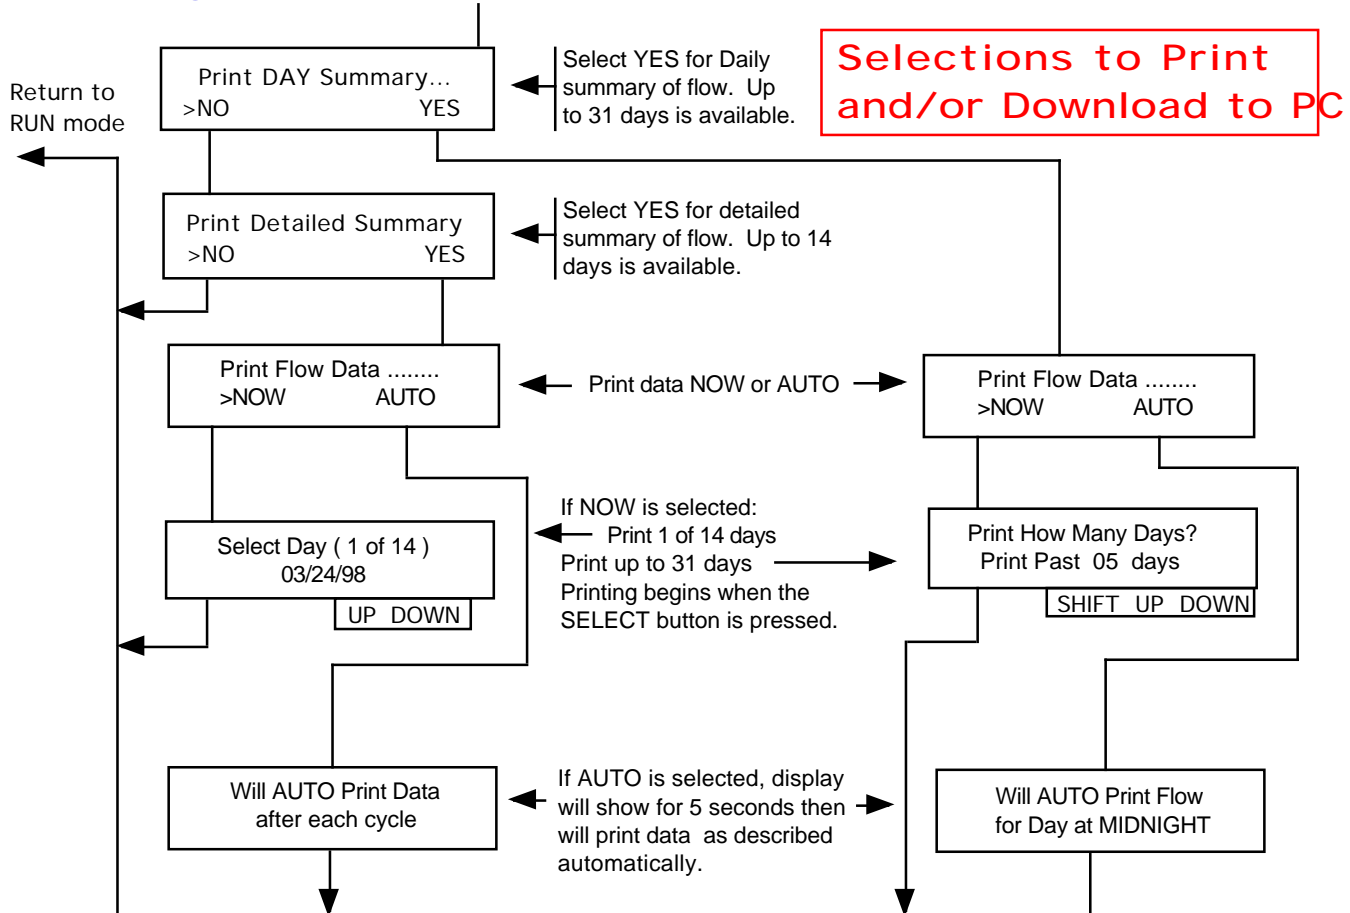 Selections to Print
and/or Download to PC
Return to
RUN mode
Print DAY Summary...
>NO YES
Select YES for Daily
summary of flow. Up
to 31 days is available.
Print Detailed Summary
>NO YES
Select YES for detailed
summary of flow. Up to 14
days is available.
Print Flow Data ........
>NOW AUTO
Print data NOW or AUTO
Print Flow Data ........
>NOW AUTO
Select Day ( 1 of 14 )
03/24/98
UP DOWN
If NOW is selected:
Print 1 of 14 days
Print up to 31 days
Printing begins when the
SELECT button is pressed.
Print How Many Days?
Print Past 05 days
SHIFT UP DOWN
Will AUTO Print Data
after each cycle
If AUTO is selected, display
will show for 5 seconds then
will print data as described
automatically.
Will AUTO Print Flow
for Day at MIDNIGHT